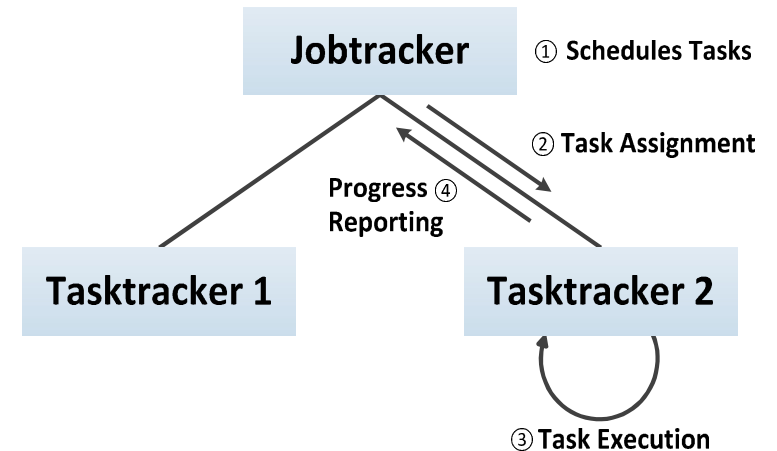 Jobtracker
① Schedules Tasks
② Task Assignment
Progress ④
Reporting
Tasktracker 1
Tasktracker 2
③ Task Execution